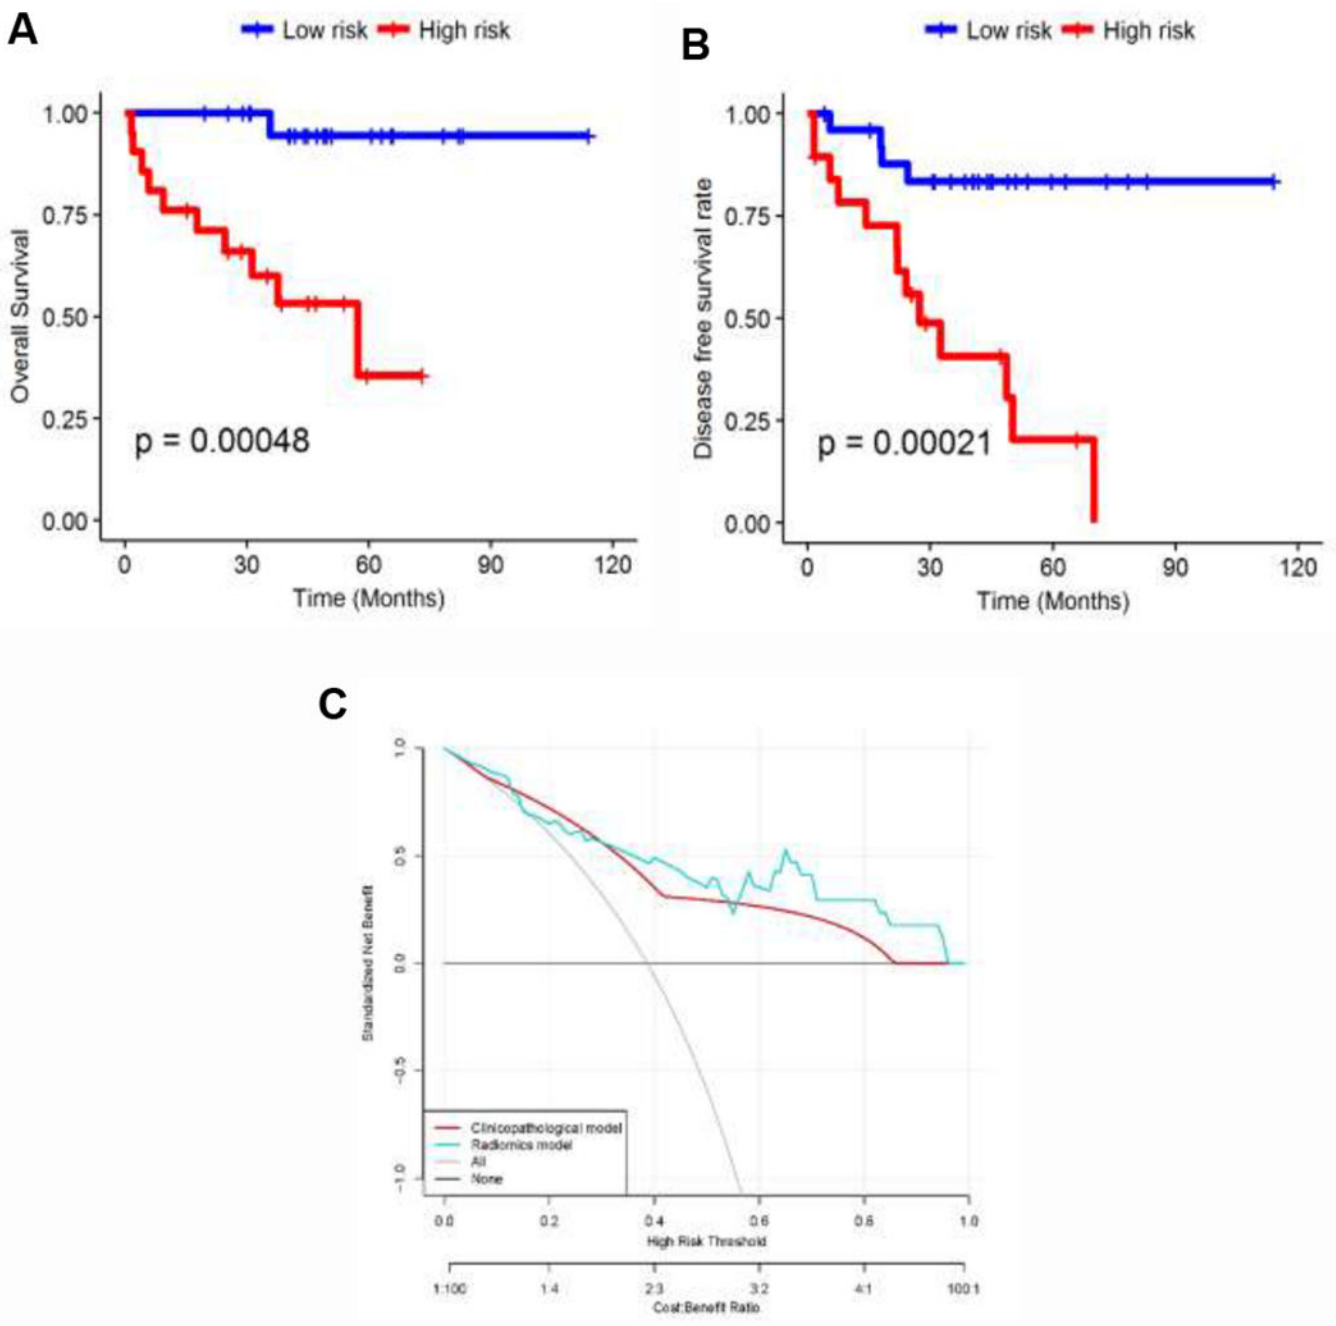 A
Low risk High risk
1.00
0.75
0.50
0.25
0.00
Overall Survival
p = 0.00048
0 30 60 90 120
Time (Months)
B
Low risk High risk
1.00
0.75
0.50
0.25
0.00
Disease free survival rate
p = 0.00021
0 30 60 90 120
Time (Months)
C
1.0
0.5
0.0
-0.5
-1.0
Standardized Net Benefit
Clinicopathological model
Radiomics model
All
None
0.0 0.2 0.4 0.6 0.8 1.0
High Risk Threshold
1:100 1:4 2:3 3:2 4:1 100:1
Cost:Benefit Ratio